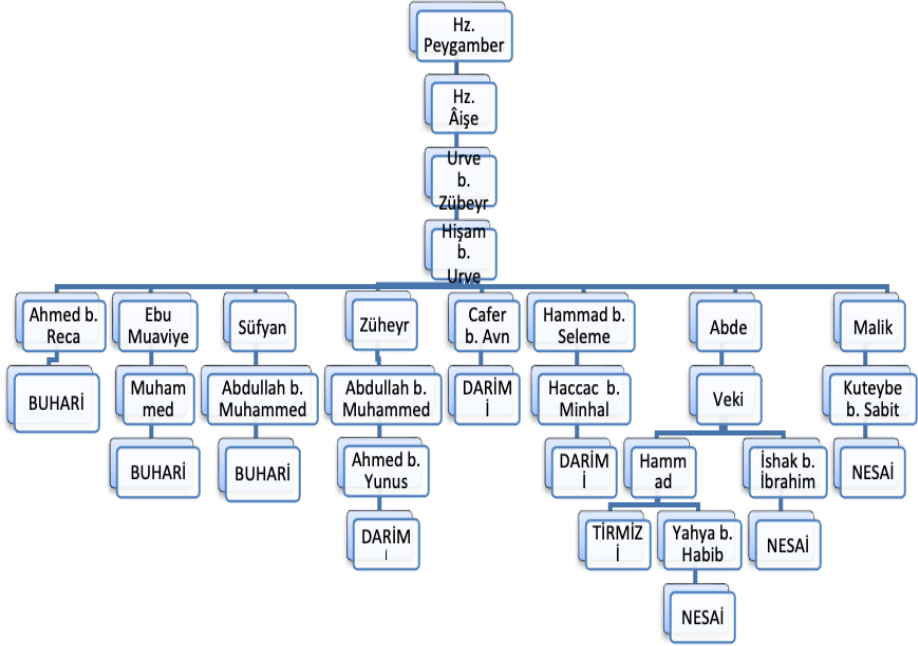 Hz.
Peygamber
Hz.
Âişe
Urve
b.
Zübeyr
Hişam
b.
Urve
Ahmed b.
Reca
Ebu
Muaviye
Süfyan
Züheyr
Cafer
b. Avn
Hammad b.
Seleme
Abde
Malik
BUHARİ
Muham
med
Abdullah b.
Muhammed
Abdullah b.
Muhammed
DARİM
İ
Haccac b.
Minhal
Veki
Kuteybe
b. Sabit
BUHARİ
BUHARİ
Ahmed b.
Yunus
DARİM
İ
Hamm
ad
İshak b.
İbrahim
NESAİ
DARİM
İ
TİRMİZ
İ
Yahya b.
Habib
NESAİ
NESAİ